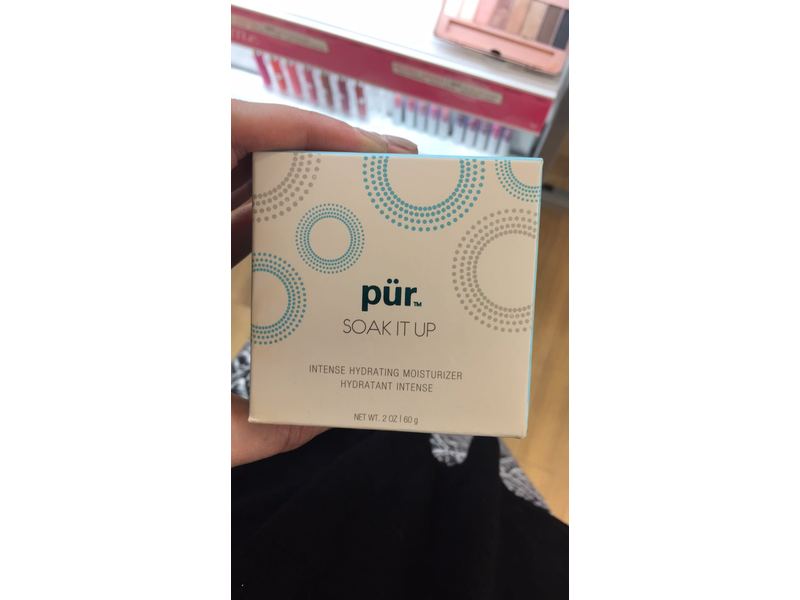 pür™
SOAK IT UP
INTENSE HYDRATING MOISTURIZER
HYDRATANT INTENSE
NET WT. 2 OZ | 60 g